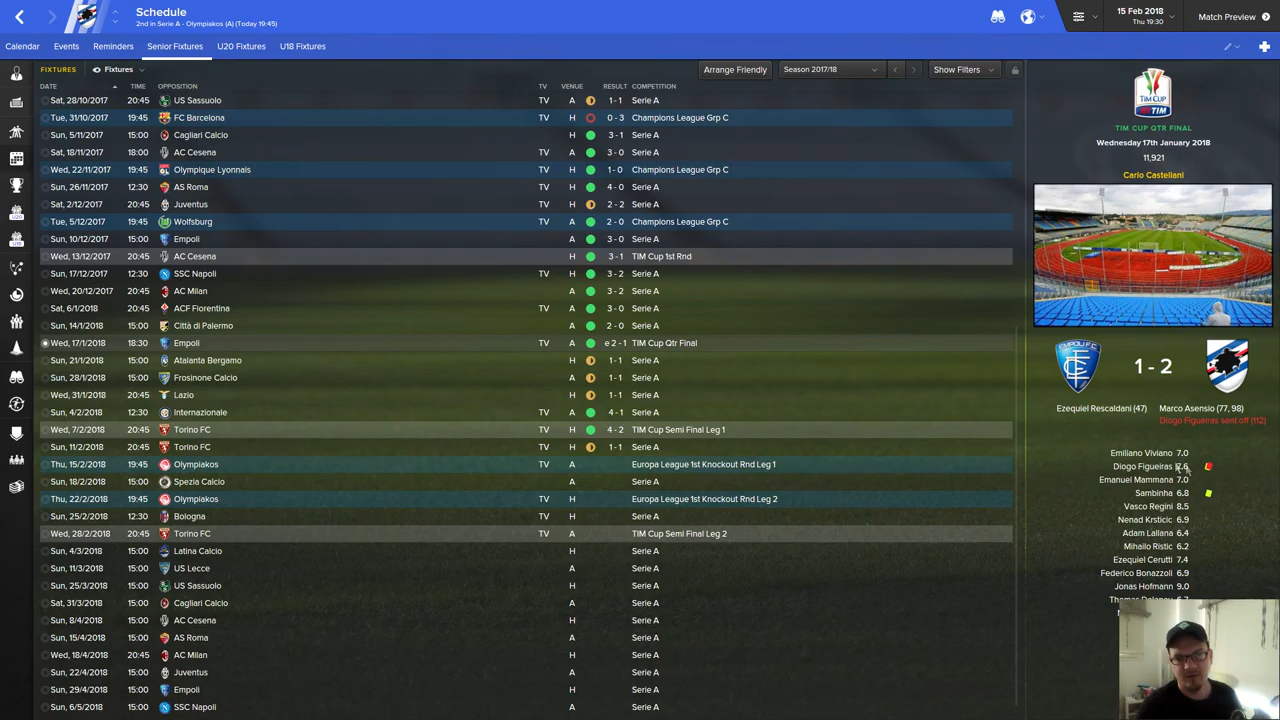 Schedule
2nd in Serie A - Olympiakos (A) (Today 19:45)
15 Feb 2018
Thu 19:30
Match Preview
Calendar Events Reminders Senior Fixtures U20 Fixtures U18 Fixtures
FIXTURES Fixtures Arrange Friendly Season 2017/18 Show Filters
DATE TIME OPPOSITION TV VENUE RESULT COMPETITION
Sat, 28/10/2017 20:45 US Sassuolo TV A 1-1 Serie A
Tue, 31/10/2017 19:45 FC Barcelona TV H 0 - 3 Champions League Grp C
Sun, 5/11/2017 15:00 Cagliari Calcio H 3-1 Serie A
Sat, 18/11/2017 18:00 AC Cesena TV A 3-0 Serie A
Wed, 22/11/2017 19:45 Olympique Lyonnais TV H 1-0 Champions League Grp C
Sun, 26/11/2017 12:30 AS Roma TV H 4-0 Serie A
Sat, 2/12/2017 20:45 Juventus TV H 2-2 Serie A
Tue, 5/12/2017 19:45 Wolfsburg TV A 2-0 Champions League Grp C
Sun, 10/12/2017 15:00 Empoli A 3-0 Serie A
Wed, 13/12/2017 20:45 AC Cesena H 3-1 TIM Cup 1st Rnd
Sun, 17/12/2017 12:30 SSC Napoli TV H 3-2 Serie A
Wed, 20/12/2017 20:45 AC Milan A 3-2 Serie A
Sat, 6/1/2018 20:45 ACF Fiorentina TV H 3-0 Serie A
Sun, 14/1/2018 15:00 Città di Palermo A 2-0 Serie A
Wed, 17/1/2018 18:30 Empoli TV A e 2-1 TIM Cup Qtr Final
Sun, 21/1/2018 15:00 Atalanta Bergamo H 1-1 Serie A
Sun, 28/1/2018 15:00 Frosinone Calcio A 1-1 Serie A
Wed, 31/1/2018 20:45 Lazio H 1-1 Serie A
Sun, 4/2/2018 12:30 Internazionale TV A 4-1 Serie A
Wed, 7/2/2018 20:45 Torino FC TV H 4-2 TIM Cup Semi Final Leg 1
Sun, 11/2/2018 20:45 Torino FC TV H 1-1 Serie A
Thu, 15/2/2018 19:45 Olympiakos TV A Europa League 1st Knockout Rnd Leg 1
Sun, 18/2/2018 15:00 Spezia Calcio A Serie A
Thu, 22/2/2018 19:45 Olympiakos TV H Europa League 1st Knockout Rnd Leg 2
Sun, 25/2/2018 12:30 Bologna TV H Serie A
Wed, 28/2/2018 20:45 Torino FC TV A TIM Cup Semi Final Leg 2
Sun, 4/3/2018 15:00 Latina Calcio H Serie A
Sun, 11/3/2018 15:00 US Lecce A Serie A
Sun, 25/3/2018 15:00 US Sassuolo H Serie A
Sat, 31/3/2018 15:00 Cagliari Calcio A Serie A
Sun, 8/4/2018 15:00 AC Cesena H Serie A
Sun, 15/4/2018 15:00 AS Roma A Serie A
Wed, 18/4/2018 20:45 AC Milan H Serie A
Sun, 22/4/2018 15:00 Juventus A Serie A
Sun, 29/4/2018 15:00 Empoli H Serie A
Sun, 6/5/2018 15:00 SSC Napoli A Serie A
TIM CUP
TIM
TIM CUP QTR FINAL
Wednesday 17th January 2018
11,921
Carlo Castellani
1 - 2
Ezequiel Rescaldani (47) Marco Asensio (77, 98)
Diogo Figueiras sent off (112)
Emiliano Viviano 7.0
Diogo Figueiras 7.6
Emanuel Mammana 7.0
Sambinha 6.8
Vasco Regini 8.5
Nenad Krsticic 6.9
Adam Lallana 6.4
Mihailo Ristic 6.2
Ezequiel Cerutti 7.4
Federico Bonazzoli 6.9
Jonas Hofmann 9.0